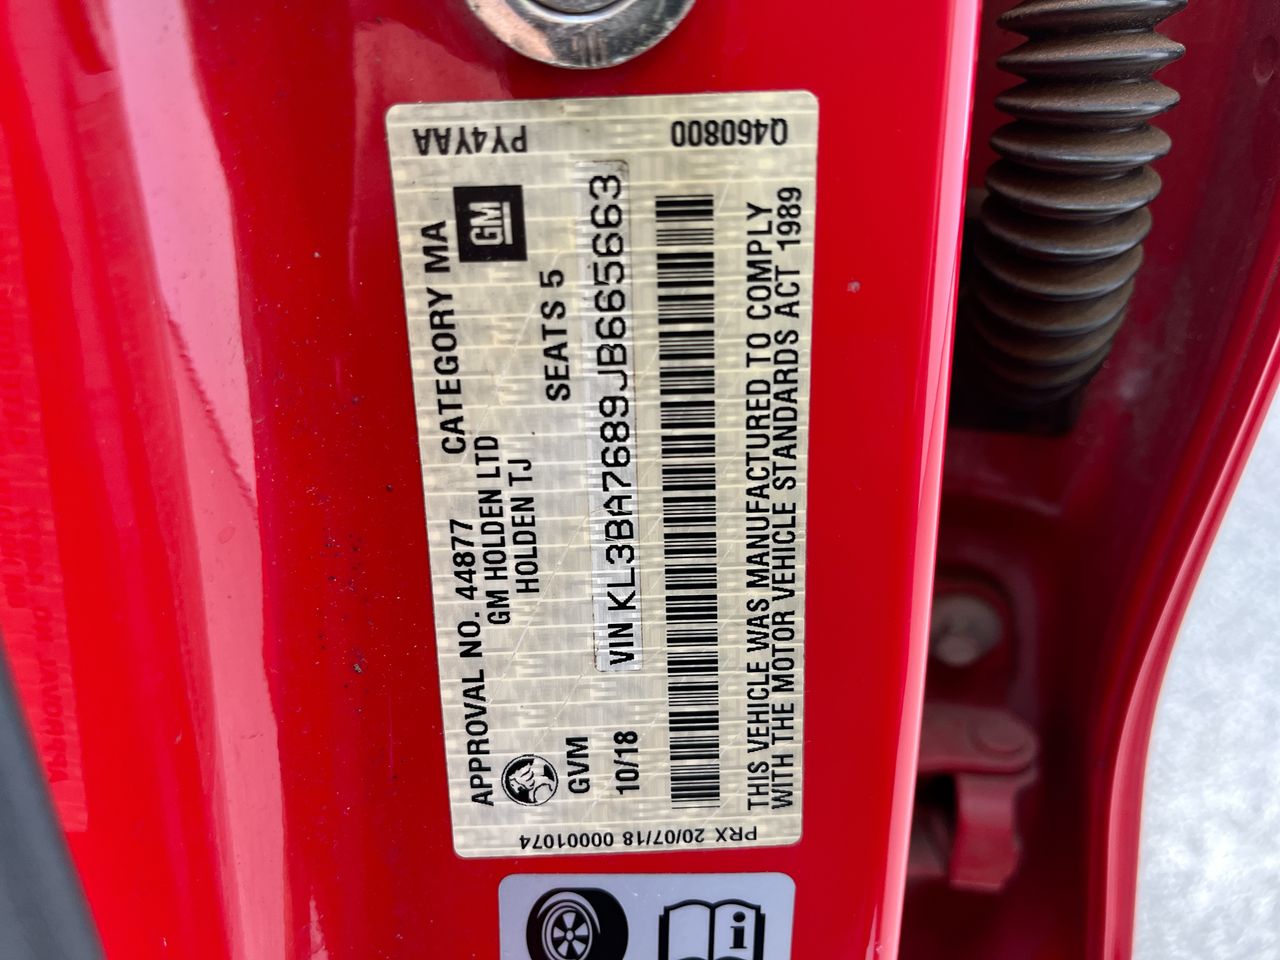 PY4YAA
Q460800
APPROVAL NO. 44877 CATEGORY MA
GM HOLDEN LTD
HOLDEN TJ
GM
GVM SEATS 5
10/18 VIN KL3BA7689JB665663
THIS VEHICLE WAS MANUFACTURED TO COMPLY
WITH THE MOTOR VEHICLE STANDARDS ACT 1989
PRX 20/07/18 00001074
i